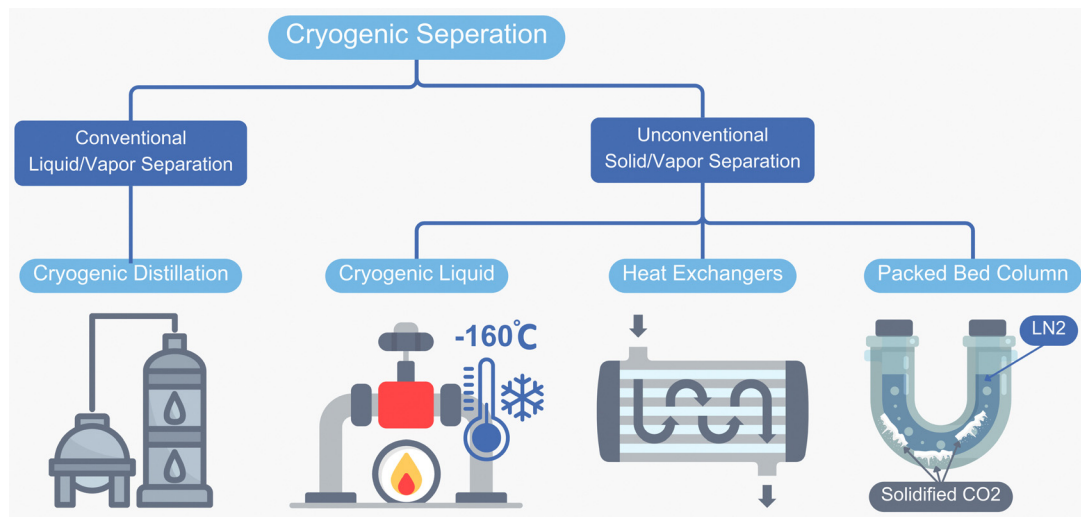 Cryogenic Seperation
Conventional
Liquid/Vapor Separation
Unconventional
Solid/Vapor Separation
Cryogenic Distillation
Cryogenic Liquid
Heat Exchangers
Packed Bed Column
-160℃
LN2
Solidified CO2